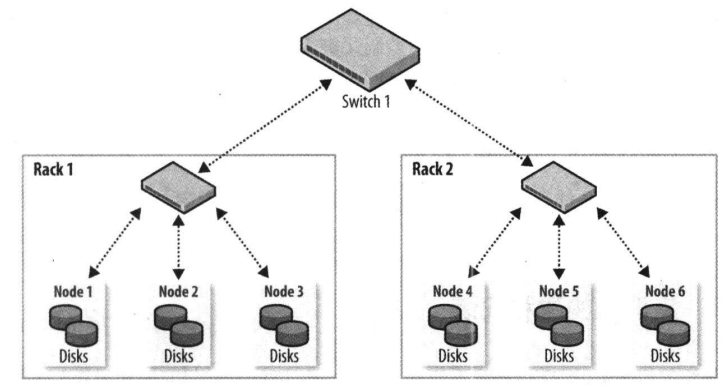 Switch 1
Rack 1
Rack 2
Node 1
Node 2
Node 3
Node 4
Node 5
Node 6
Disks
Disks
Disks
Disks
Disks
Disks